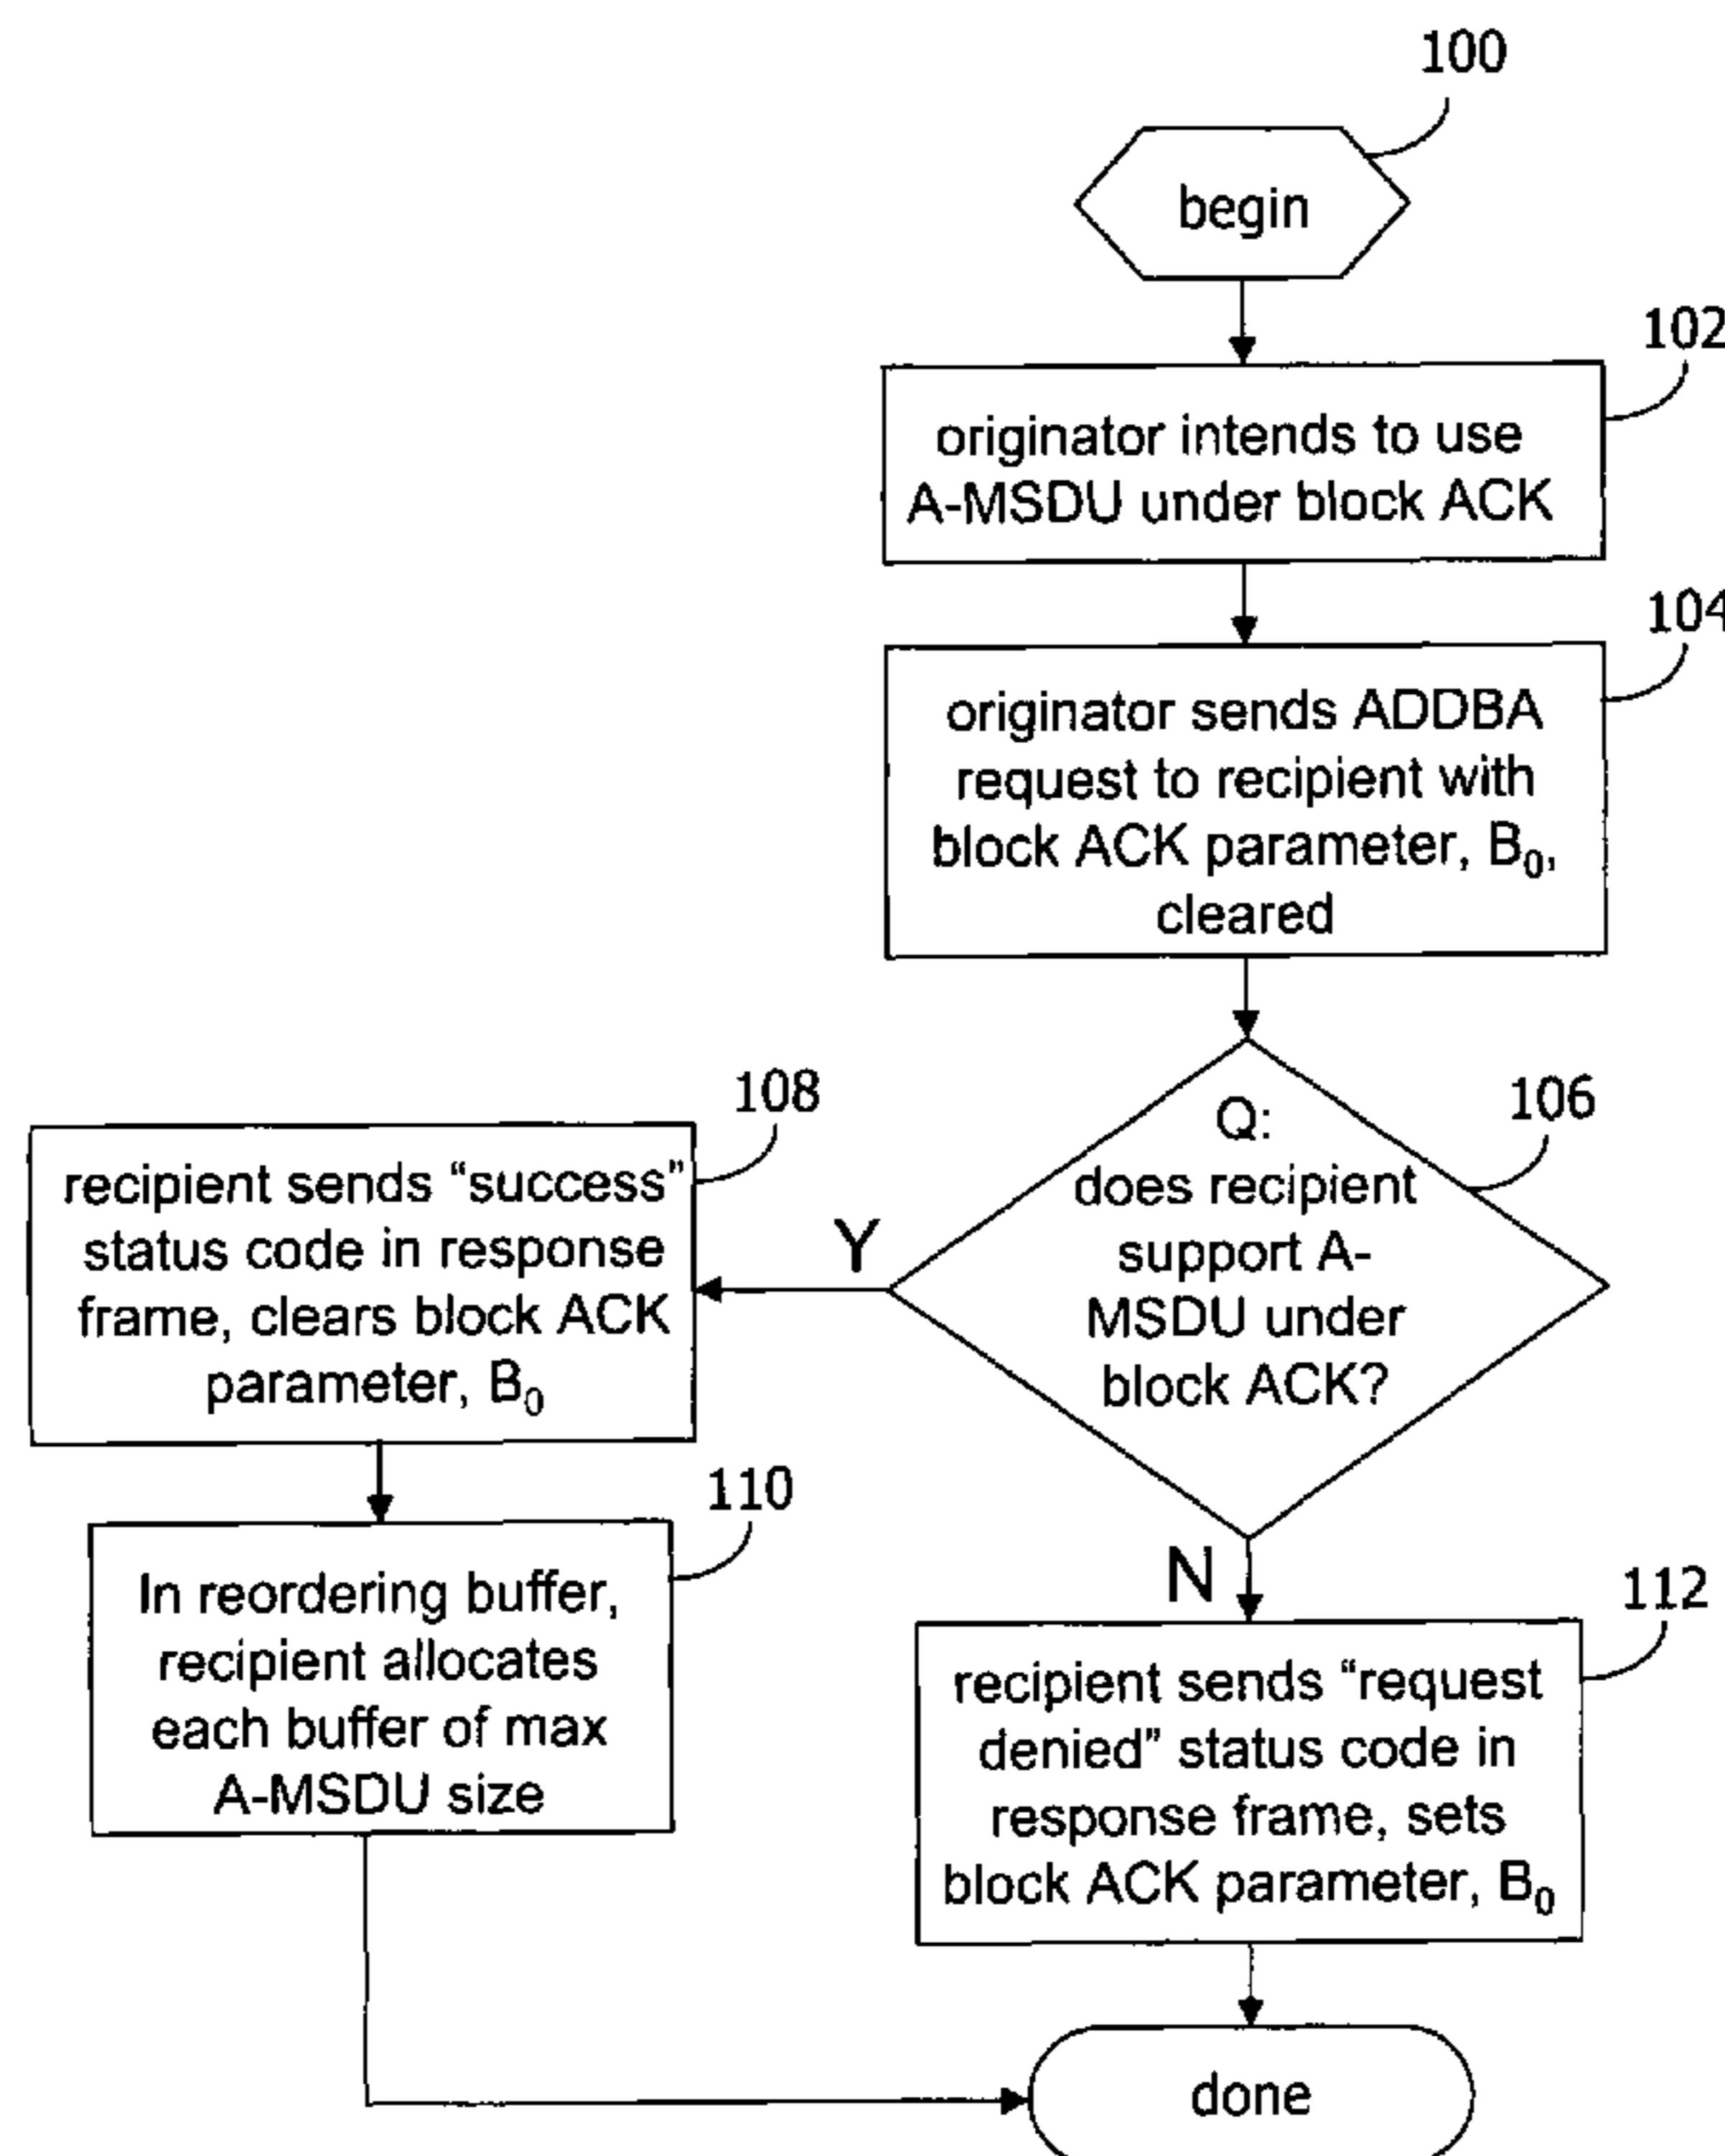 100
begin
102
originator intends to use
A-MSDU under block ACK
104
originator sends ADDBA
request to recipient with
block ACK parameter, B₀,
cleared
106
Q:
does recipient
support A-
MSDU under
block ACK?
Y
108
recipient sends “success”
status code in response
frame, clears block ACK
parameter, B₀
110
In reordering buffer,
recipient allocates
each buffer of max
A-MSDU size
N
112
recipient sends “request
denied” status code in
response frame, sets
block ACK parameter, B₀
done